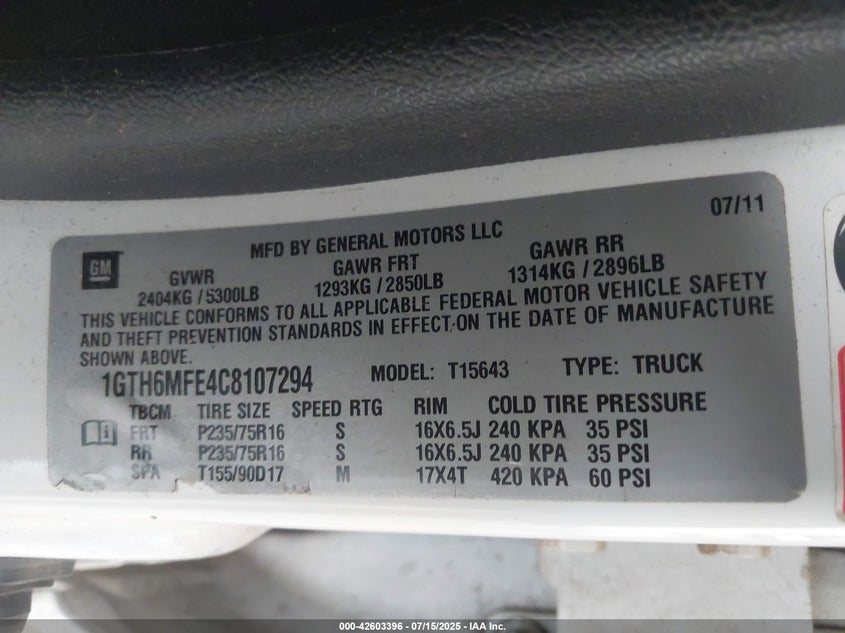 07/11
MFD BY GENERAL MOTORS LLC
GM
GVWR GAWR FRT GAWR RR
2404KG / 5300LB 1293KG / 2850LB 1314KG / 2896LB
THIS VEHICLE CONFORMS TO ALL APPLICABLE FEDERAL MOTOR VEHICLE SAFETY
AND THEFT PREVENTION STANDARDS IN EFFECT ON THE DATE OF MANUFACTURE
SHOWN ABOVE.
1GTH6MFE4C8107294 MODEL: T15643 TYPE: TRUCK
TBCM TIRE SIZE SPEED RTG RIM COLD TIRE PRESSURE
FRT P235/75R16 S 16X6.5J 240 KPA 35 PSI
RR P235/75R16 S 16X6.5J 240 KPA 35 PSI
SPA T155/90D17 M 17X4T 420 KPA 60 PSI
000-42603396 - 07/15/2025 - IAA, Inc.